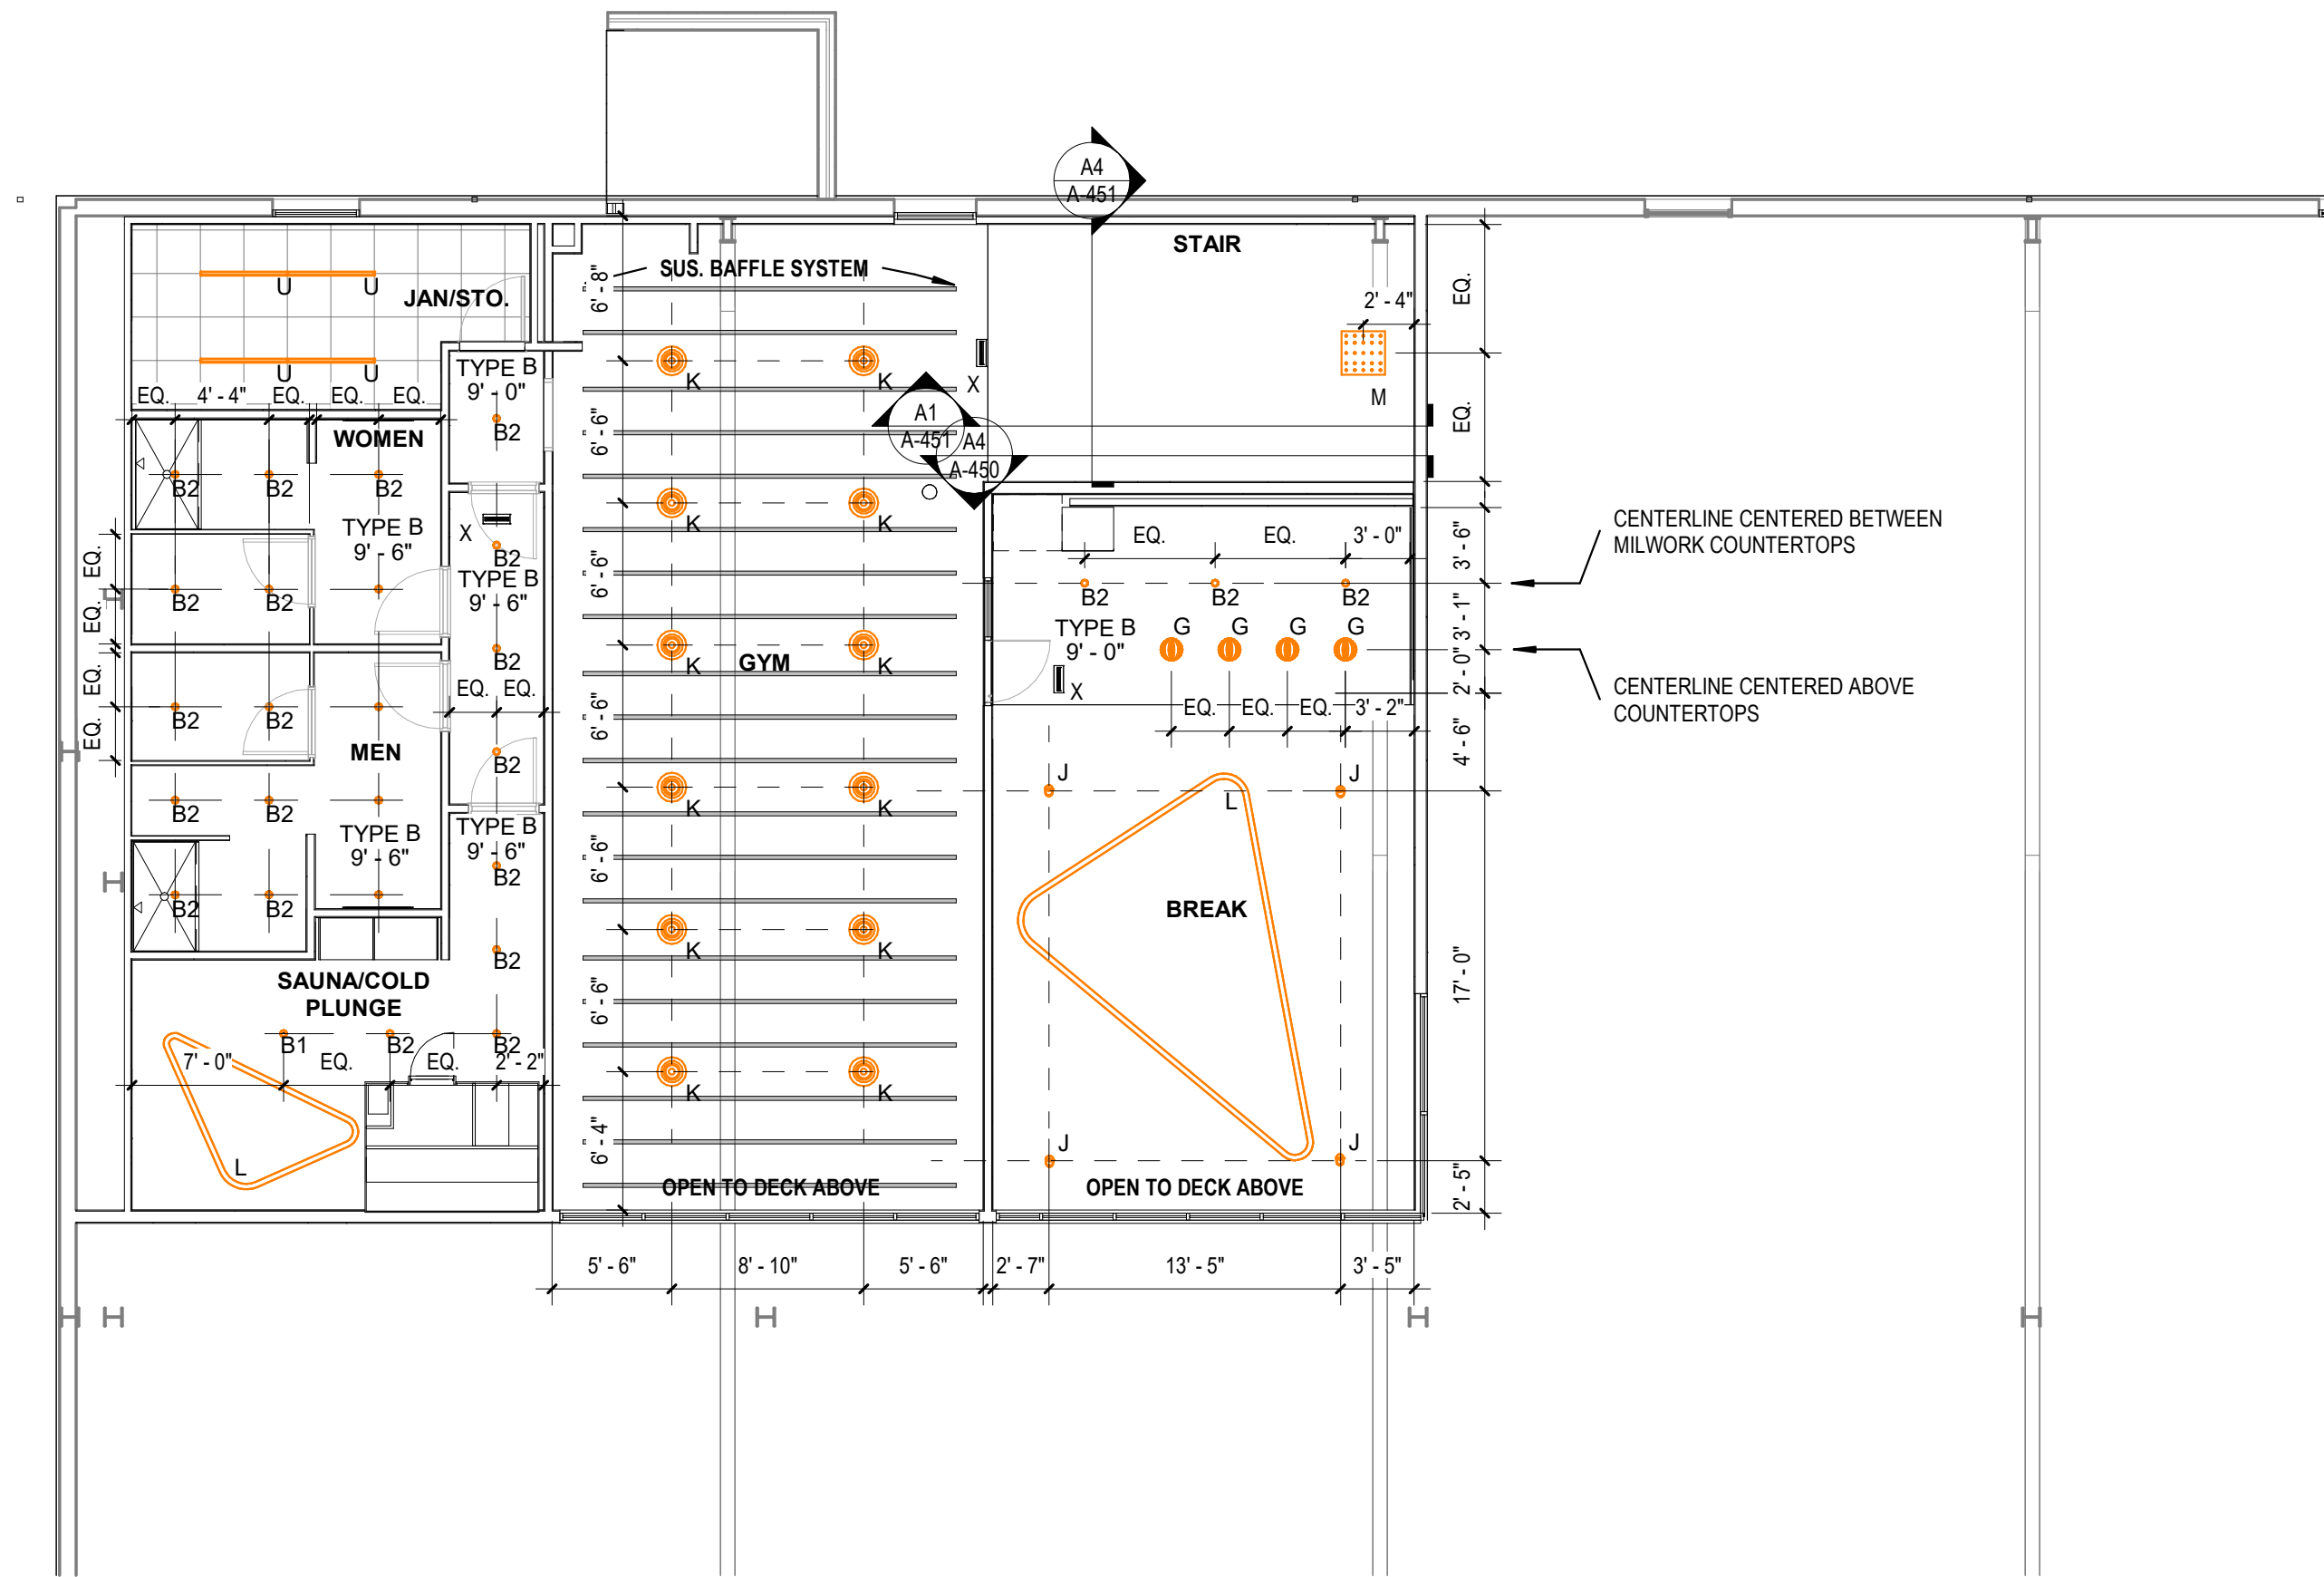 A4
A-451
STAIR
SUS. BAFFLE SYSTEM
6' - 8"
2' - 4"
EQ.
U
U
JAN/STO.
U
U
K
K
X
M
EQ.
TYPE B
9' - 0"
B2
EQ.
4' - 4"
EQ.
EQ.
EQ.
WOMEN
A1
A-451
A4
A-450
6' - 6"
B2
B2
B2
TYPE B
9' - 6"
X
B2
TYPE B
9' - 6"
K
K
EQ.
EQ.
3' - 0"
3' - 6"
CENTERLINE CENTERED BETWEEN
MILWORK COUNTERTOPS
EQ.
EQ.
B2
B2
6' - 6"
B2
B2
B2
3' - 1"
TYPE B
9' - 0"
G
G
G
G
B2
K
K
GYM
X
2' - 0"
CENTERLINE CENTERED ABOVE
COUNTERTOPS
EQ.
EQ.
EQ.
EQ.
B2
B2
6' - 6"
EQ.
EQ.
EQ.
3' - 2"
4' - 6"
MEN
B2
J
J
L
B2
B2
K
K
TYPE B
9' - 6"
TYPE B
9' - 6"
B2
6' - 6"
B2
B2
BREAK
B2
K
K
SAUNA/COLD
PLUNGE
6' - 6"
17' - 0"
B1
B2
B2
7' - 0"
EQ.
EQ.
2' - 2"
K
K
6' - 4"
J
J
L
OPEN TO DECK ABOVE
OPEN TO DECK ABOVE
2' - 5"
5' - 6"
8' - 10"
5' - 6"
2' - 7"
13' - 5"
3' - 5"